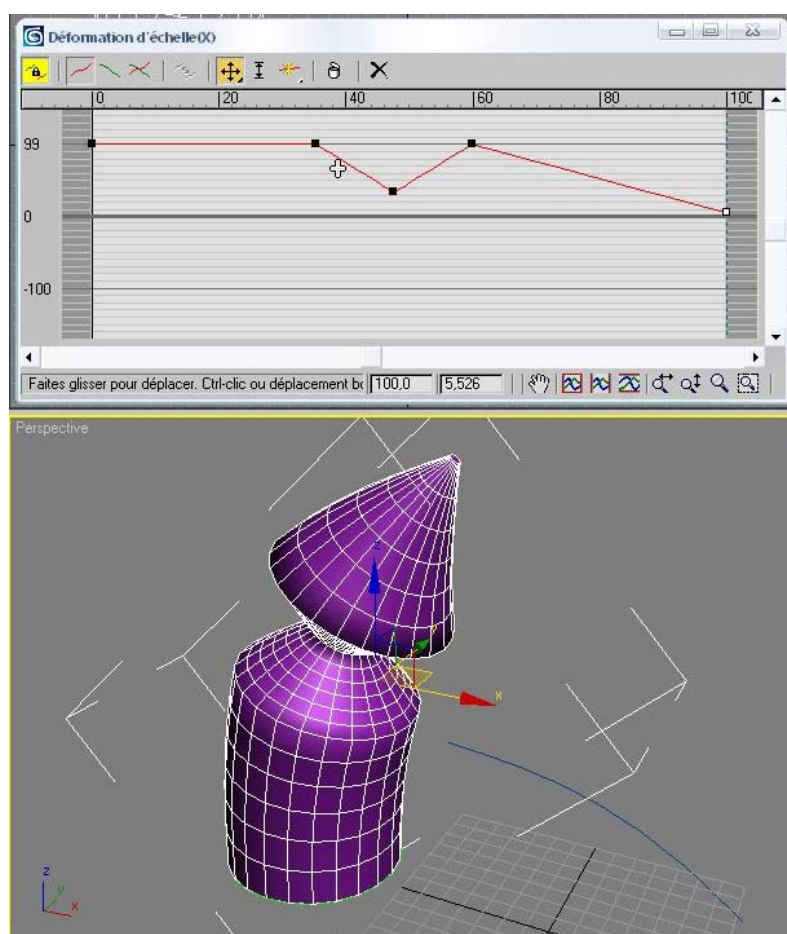 Déformation d'échelle(X)
0 20 40 60 80 100
99
0
-100
Faites glisser pour déplacer. Ctrl-clic ou déplacement 100,0 5,526
Perspective
z
y
x
z
y
x